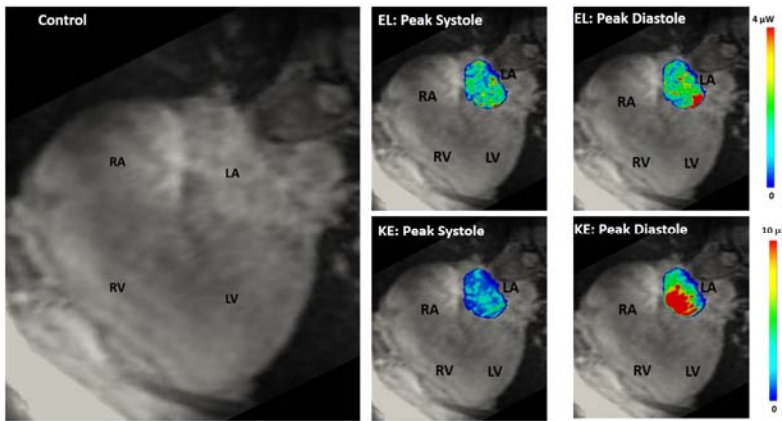 Control
RA
LA
RV
LV
EL: Peak Systole
LA
RA
RV
LV
EL: Peak Diastole
LA
RA
RV
LV
4 µW
0
KE: Peak Systole
LA
RA
RV
LV
KE: Peak Diastole
LA
RA
RV
LV
10 µ
0